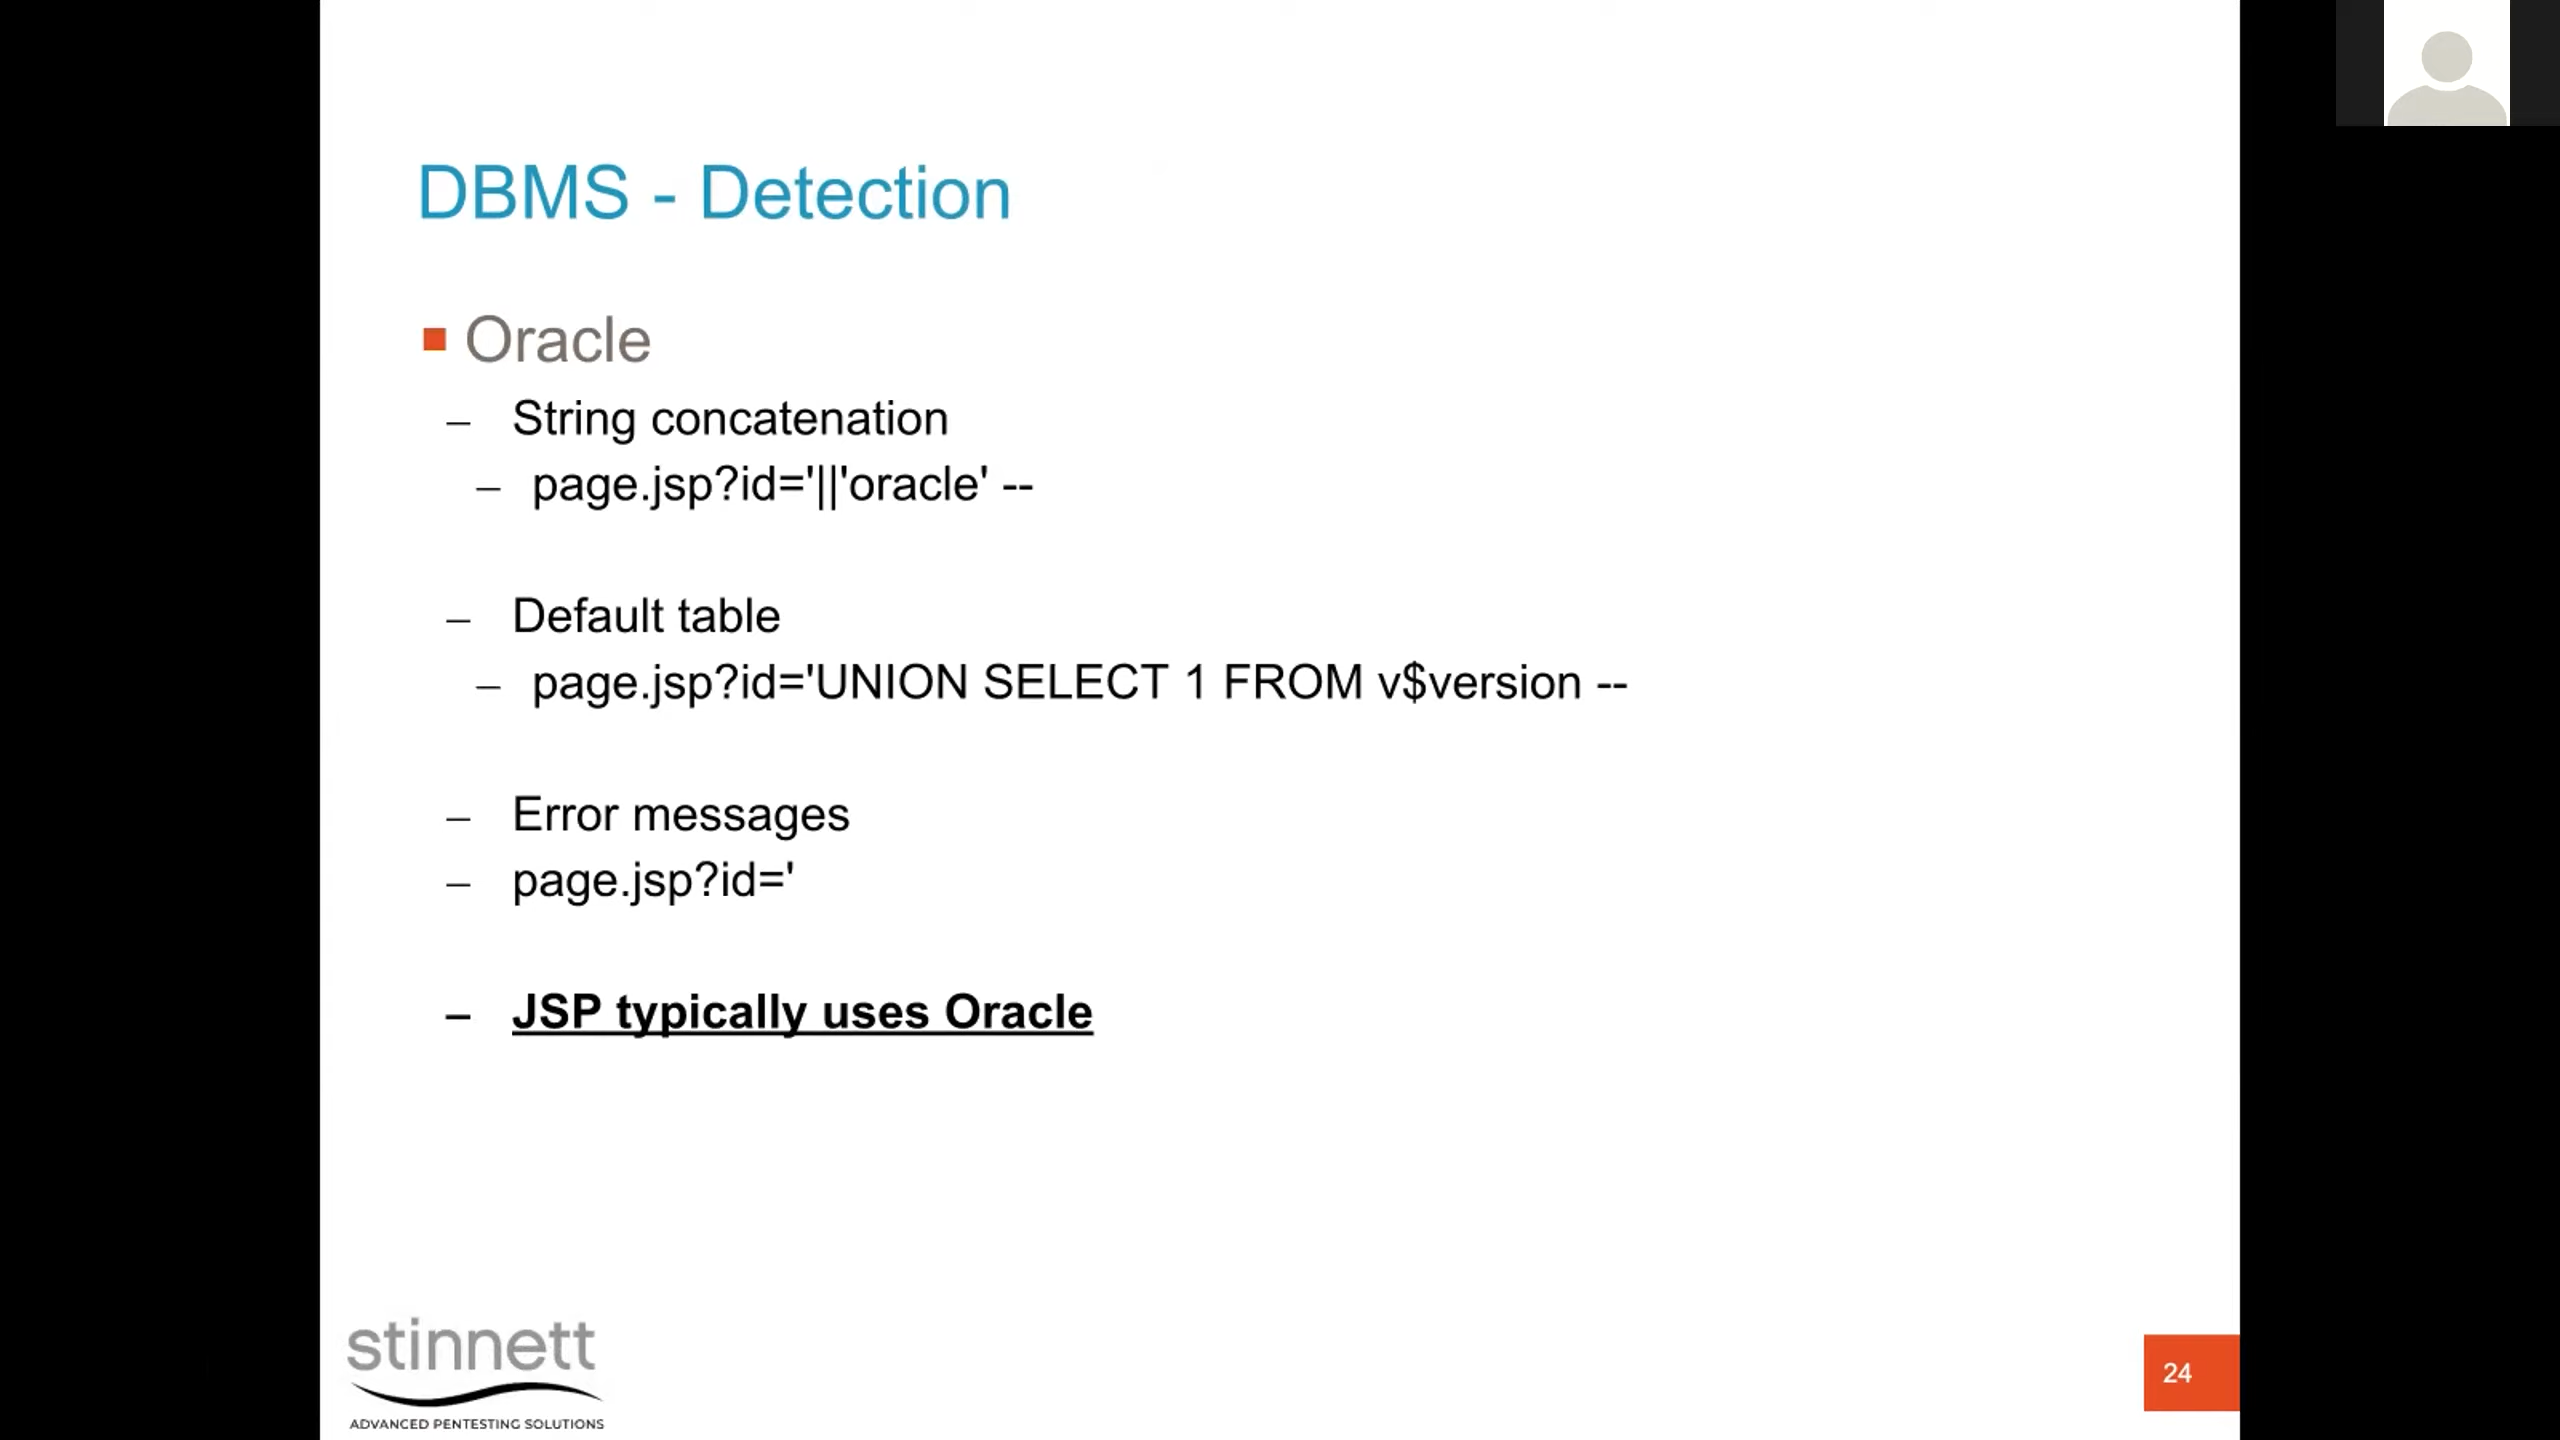 DBMS - Detection
Oracle
– String concatenation
– page.jsp?id='||'oracle' --
– Default table
– page.jsp?id='UNION SELECT 1 FROM v$version --
– Error messages
– page.jsp?id='
– JSP typically uses Oracle
stinnett
ADVANCED PENTESTING SOLUTIONS
24